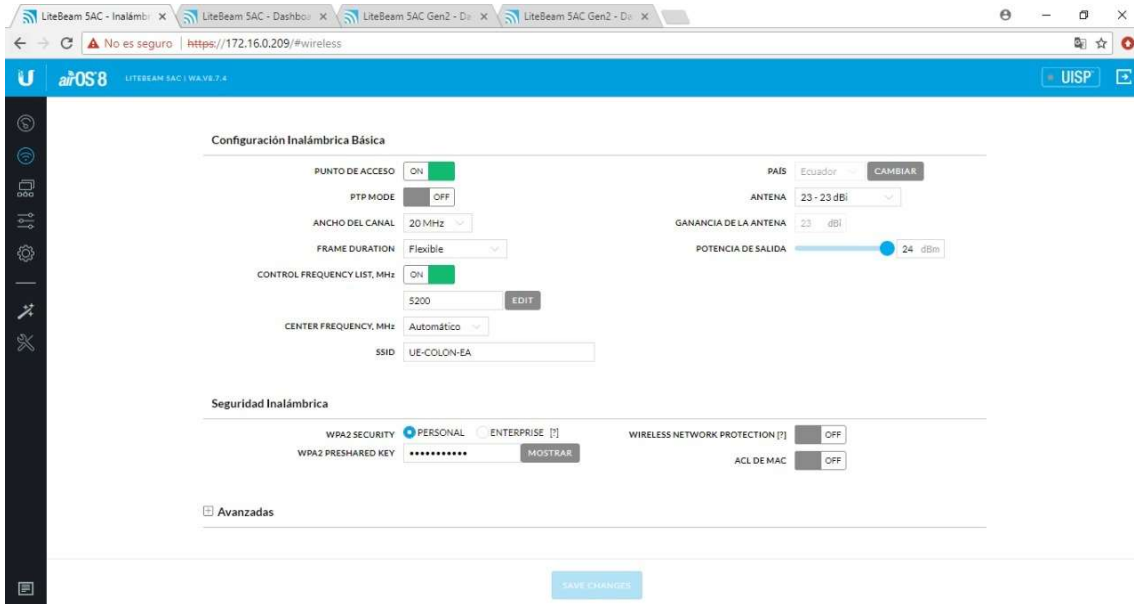 LiteBeam 5AC - Inalámbr
LiteBeam 5AC - Dashboa
LiteBeam 5AC Gen2 - Da
LiteBeam 5AC Gen2 - Da
No es seguro | https://172.16.0.209/#wireless
U airOS®8 LITEBEAM 5AC | WA.V8.7.4 UISP
Configuración Inalámbrica Básica
PUNTO DE ACCESO ON PAÍS Ecuador CAMBIAR
PTP MODE OFF ANTENA 23 - 23 dBi
ANCHO DEL CANAL 20 MHz GANANCIA DE LA ANTENA 23 dBi
FRAME DURATION Flexible POTENCIA DE SALIDA 24 dBm
CONTROL FREQUENCY LIST, MHz ON
5200 EDIT
CENTER FREQUENCY, MHz Automático
SSID UE-COLON-EA
Seguridad Inalámbrica
WPA2 SECURITY PERSONAL ENTERPRISE [?] WIRELESS NETWORK PROTECTION [?] OFF
WPA2 PRESHARED KEY ••••••••••• MOSTRAR ACL DE MAC OFF
Avanzadas
SAVE CHANGES